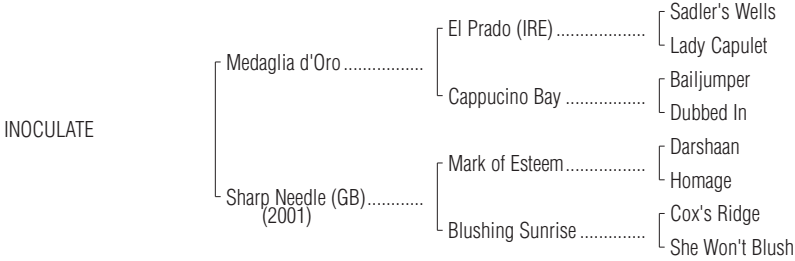 Sadler's Wells
El Prado (IRE) ...................
Lady Capulet
Medaglia d'Oro .................
Bailjumper
Cappucino Bay .................
Dubbed In
INOCULATE
Darshaan
Mark of Esteem.................
Homage
Sharp Needle (GB)............
(2001)
Cox's Ridge
Blushing Sunrise ..............
She Won't Blush